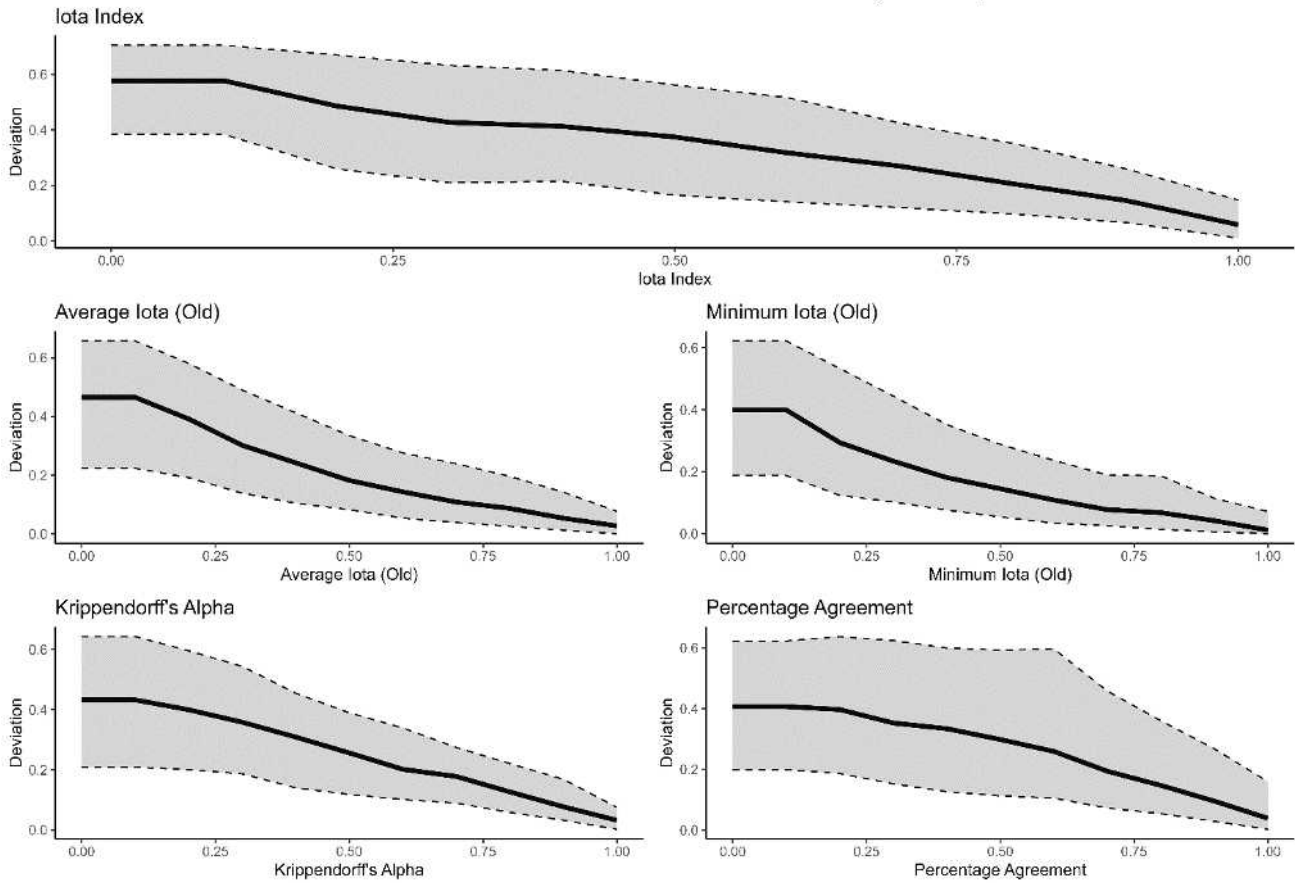 Iota Index
Deviation
0.6
0.4
0.2
0.0
0.00 0.25 0.50 0.75 1.00
Iota Index
Average Iota (Old)
Deviation
0.6
0.4
0.2
0.0
0.00 0.25 0.50 0.75 1.00
Average Iota (Old)
Minimum Iota (Old)
Deviation
0.6
0.4
0.2
0.0
0.00 0.25 0.50 0.75 1.00
Minimum Iota (Old)
Krippendorff's Alpha
Deviation
0.6
0.4
0.2
0.0
0.00 0.25 0.50 0.75 1.00
Krippendorff's Alpha
Percentage Agreement
Deviation
0.6
0.4
0.2
0.0
0.00 0.25 0.50 0.75 1.00
Percentage Agreement